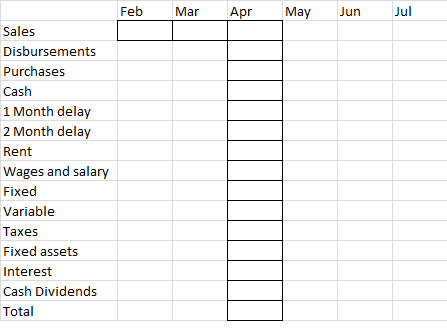 Feb Mar Apr May Jun Jul
Sales
Disbursements
Purchases
Cash
1 Month delay
2 Month delay
Rent
Wages and salary
Fixed
Variable
Taxes
Fixed assets
Interest
Cash Dividends
Total